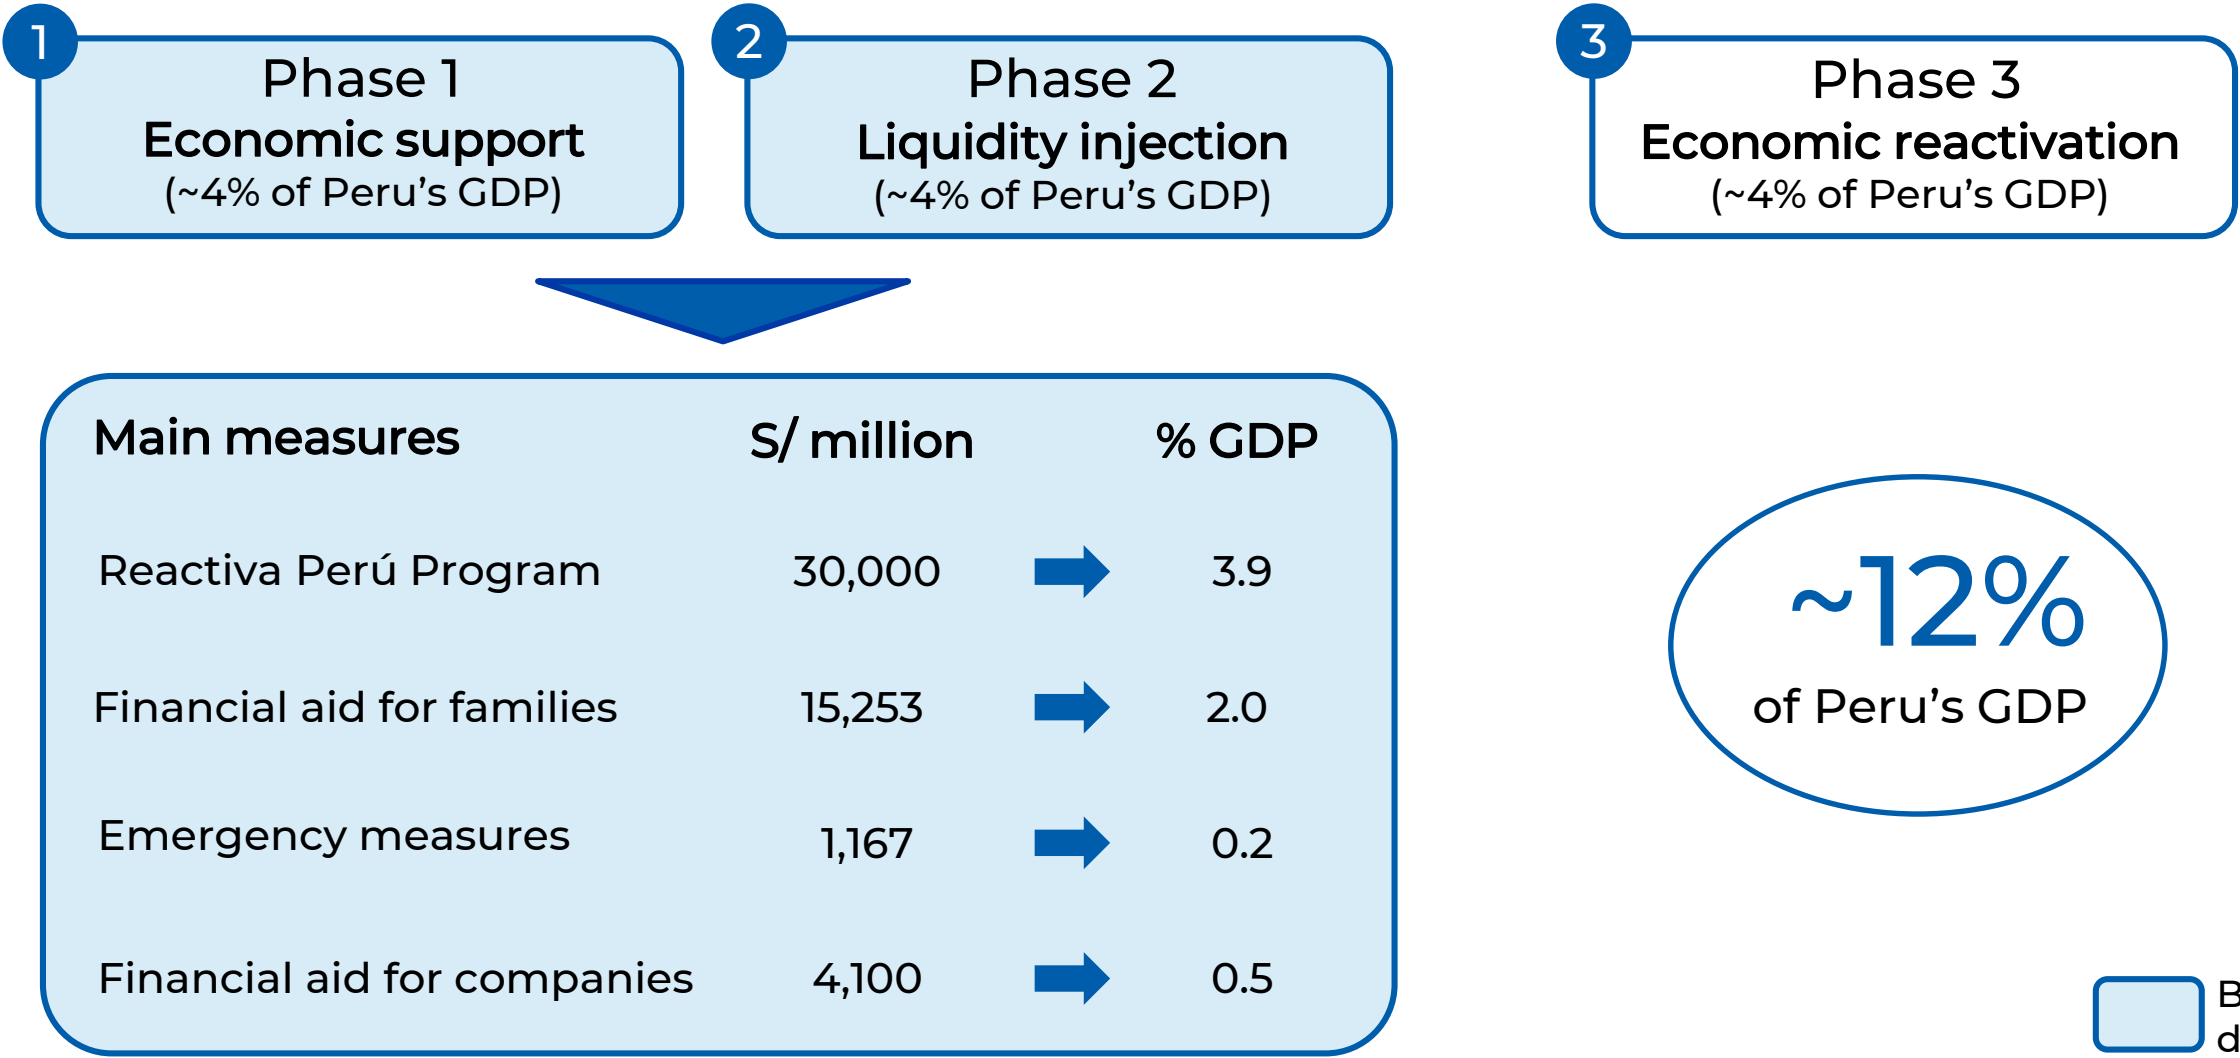 1
Phase 1
Economic support
(~4% of Peru’s GDP)
2
Phase 2
Liquidity injection
(~4% of Peru’s GDP)
3
Phase 3
Economic reactivation
(~4% of Peru’s GDP)
Main measures S/ million % GDP
Reactiva Perú Program 30,000 3.9
Financial aid for families 15,253 2.0
Emergency measures 1,167 0.2
Financial aid for companies 4,100 0.5
~12%
of Peru’s GDP